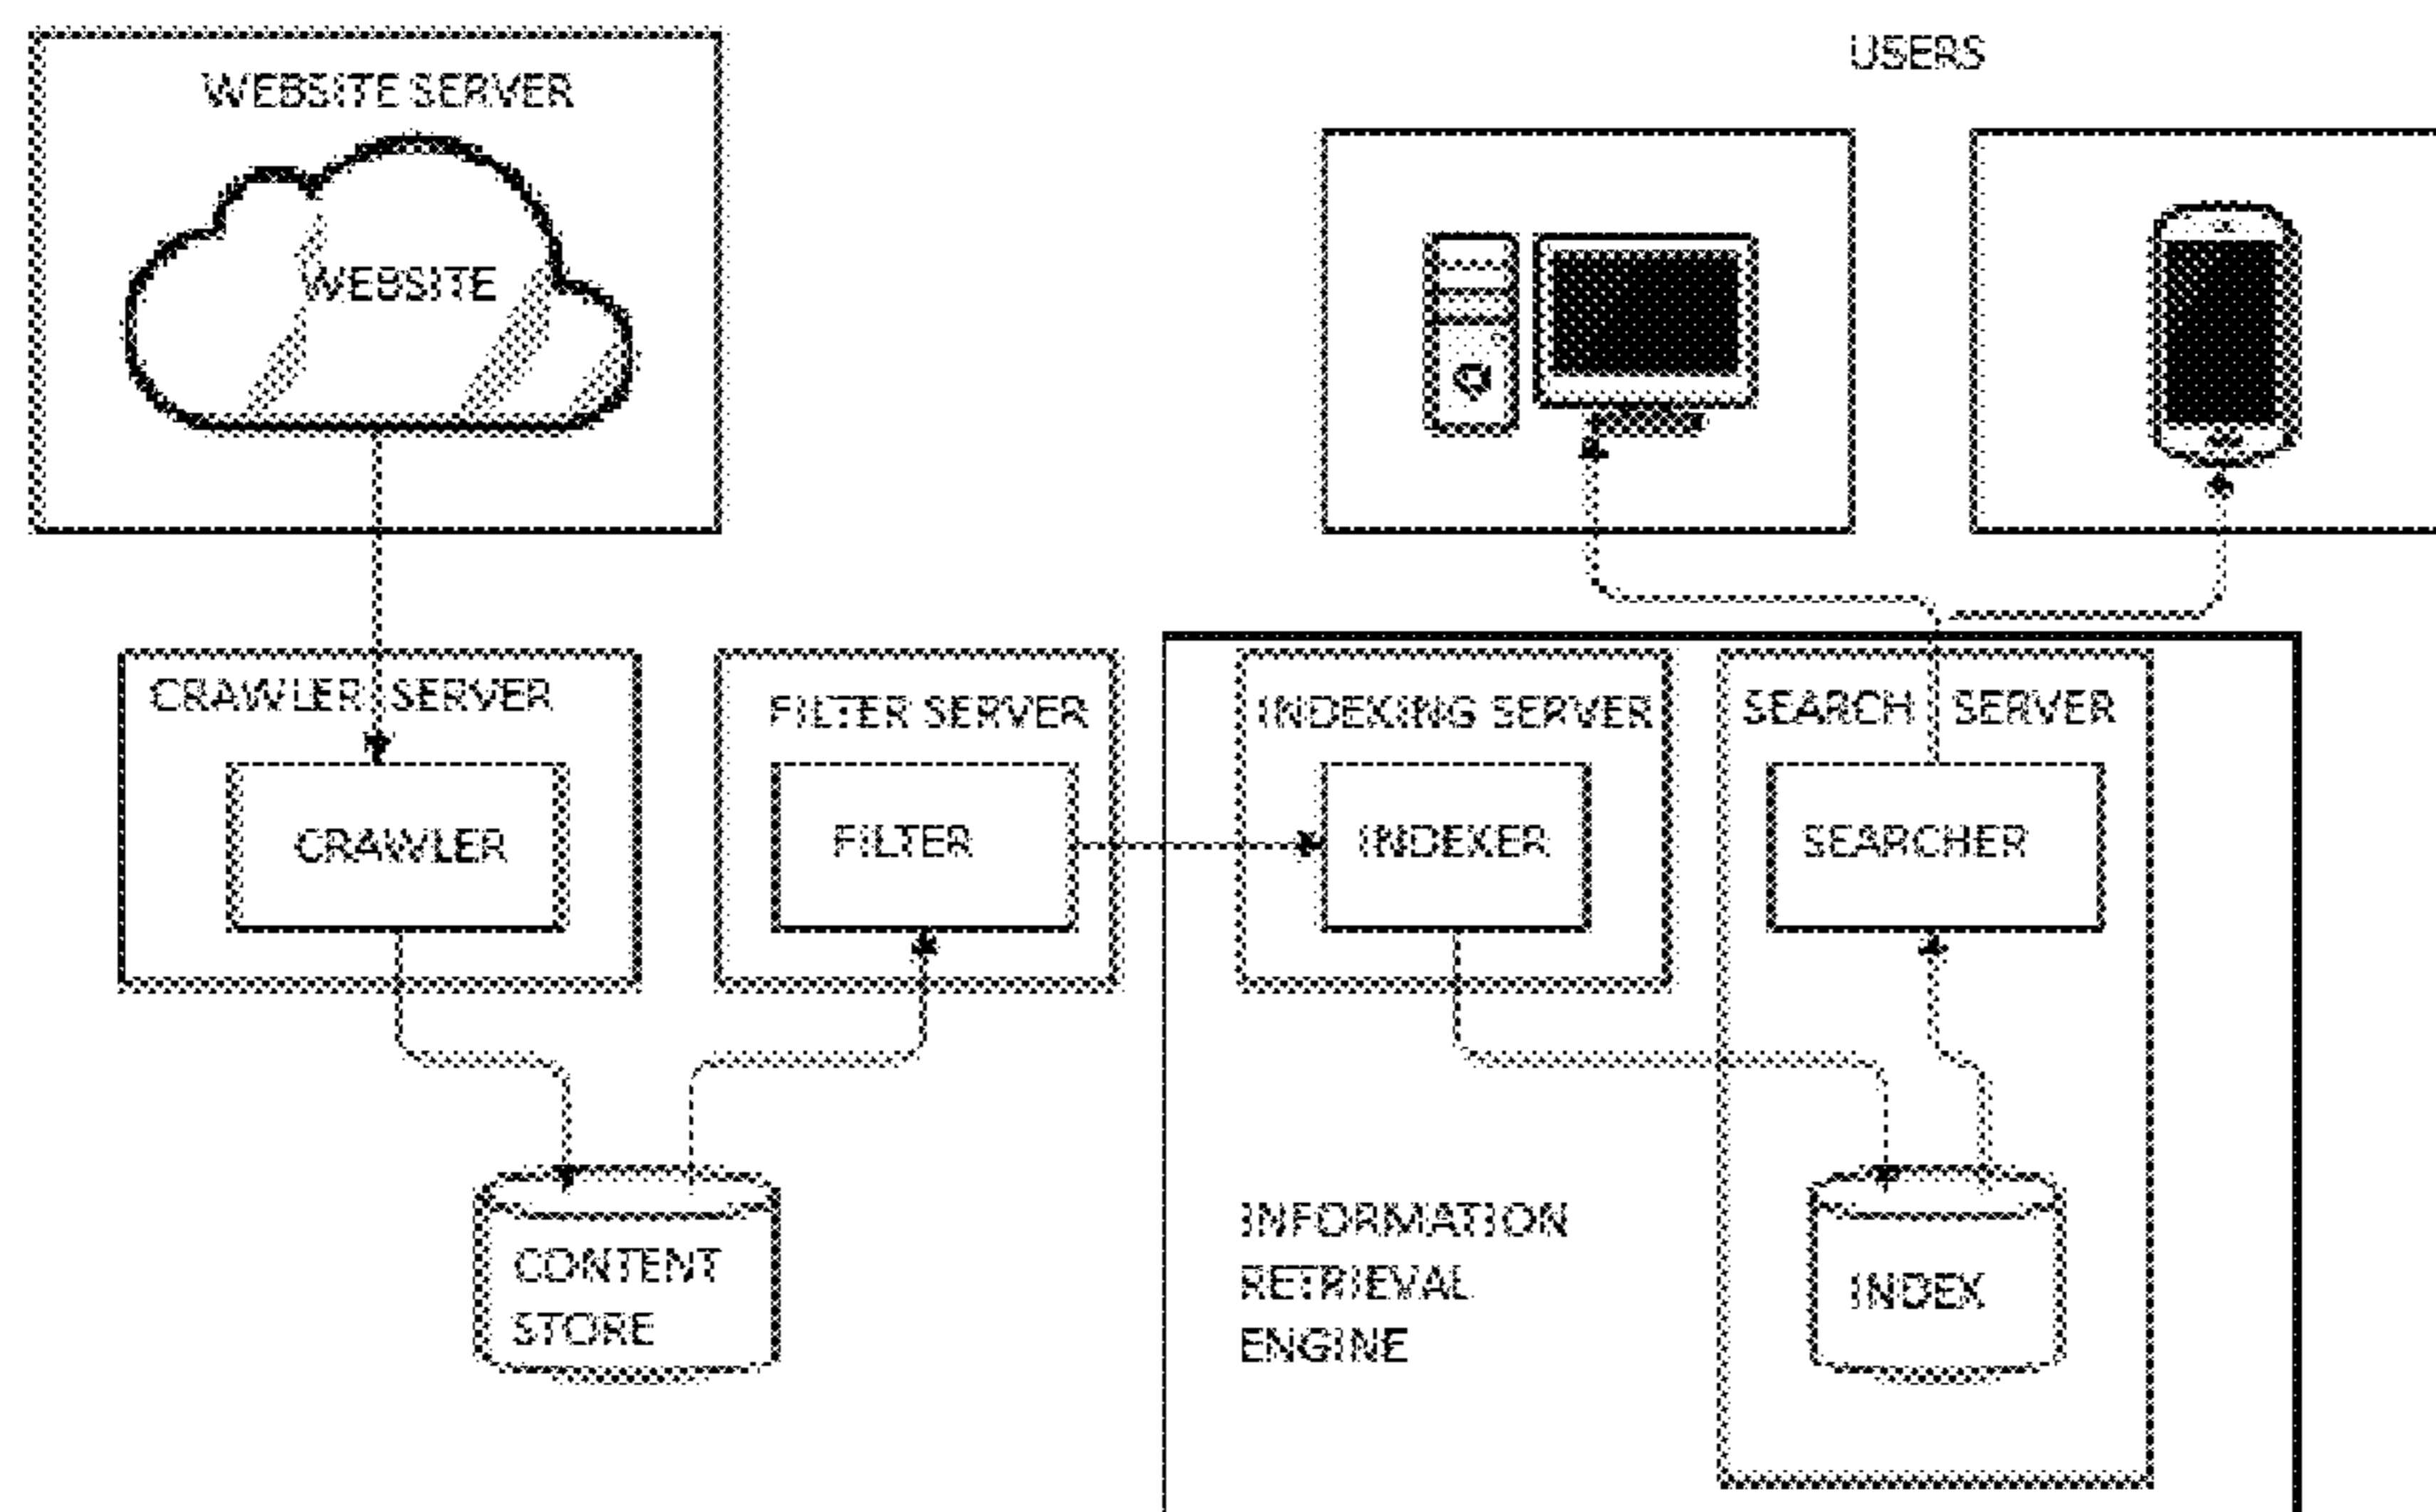 USERS
WEBSITE SERVER
WEBSITE
CRAWLER SERVER
FILTER SERVER
INDEXING SERVER
SEARCH SERVER
CRAWLER
FILTER
INDEXER
SEARCHER
CONTENT
STORE
INFORMATION
RETRIEVAL
ENGINE
INDEX